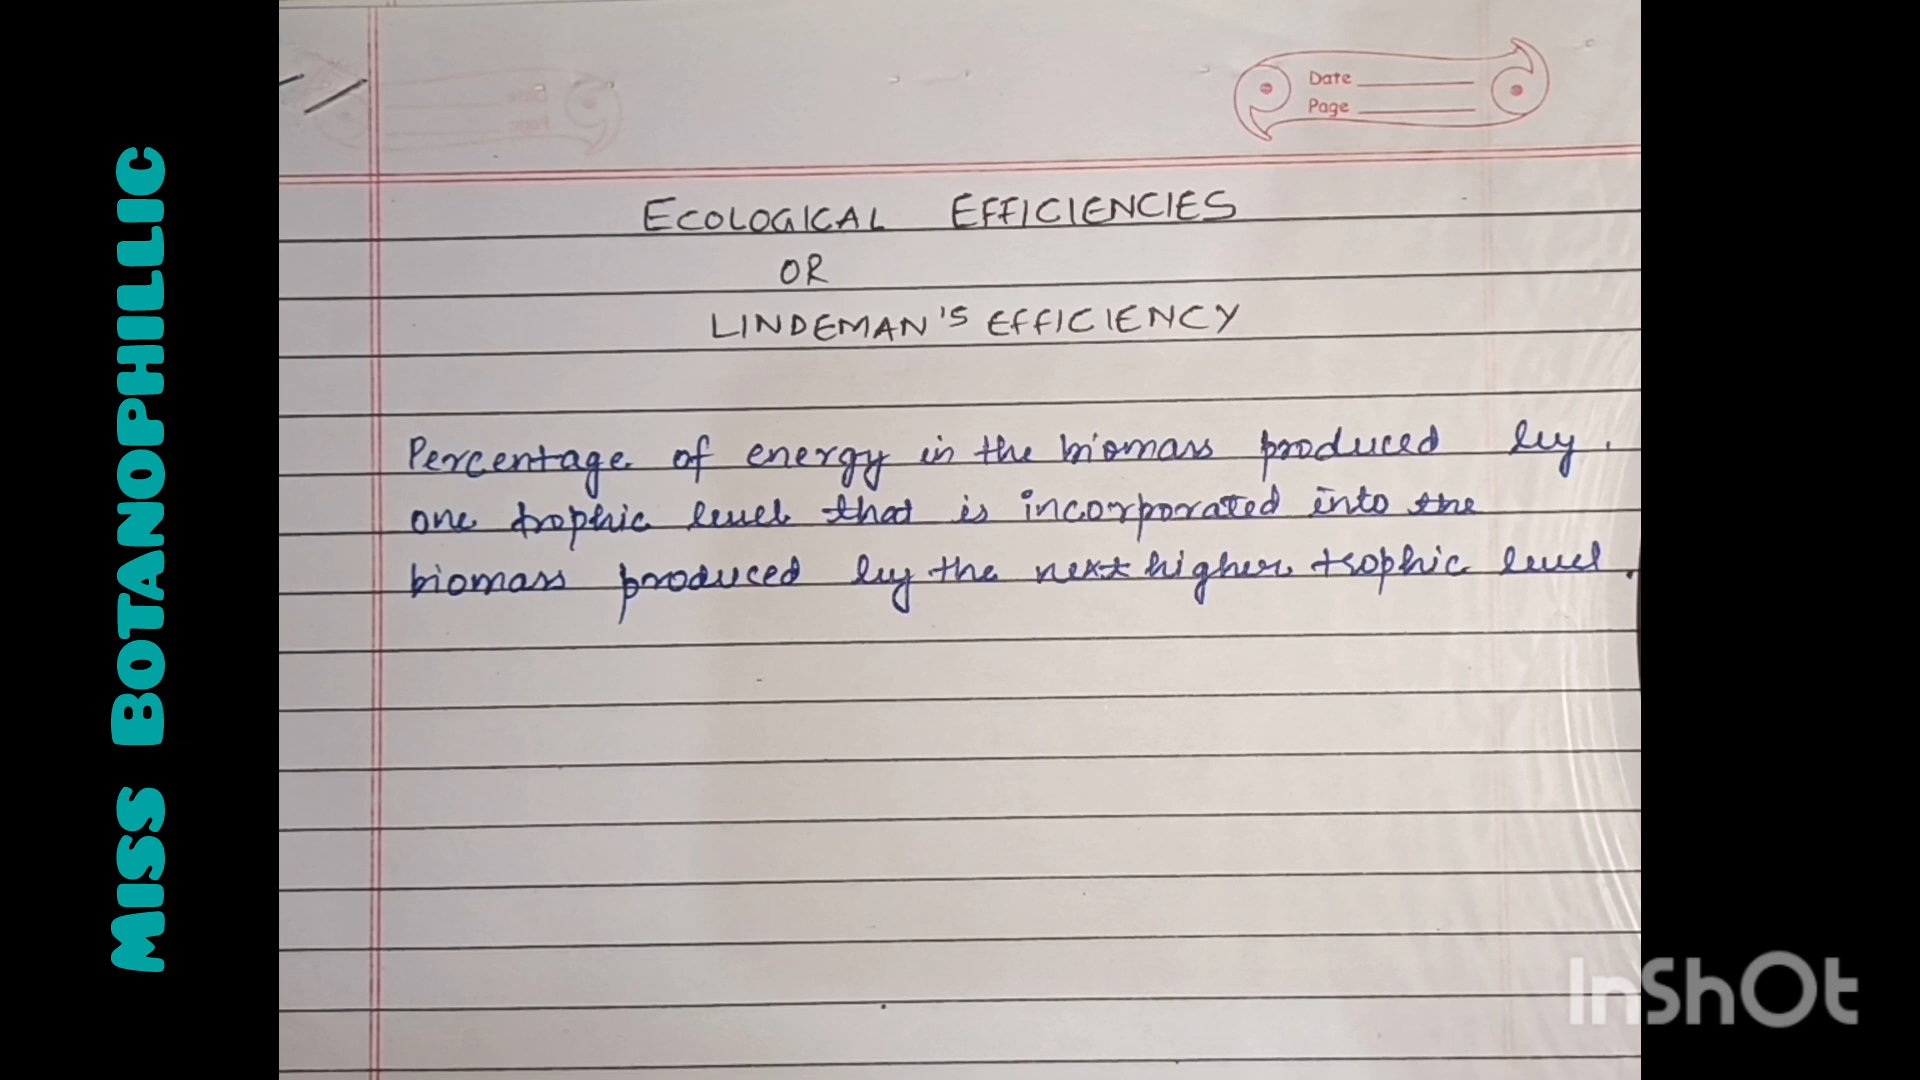 MISS BOTANOPHILLIC
Date
Page
ECOLOGICAL EFFICIENCIES
OR
LINDEMAN'S EFFICIENCY
Percentage of energy in the biomass produced by
one trophic level that is incorporated into the
biomass produced by the next higher trophic level.
InShOt